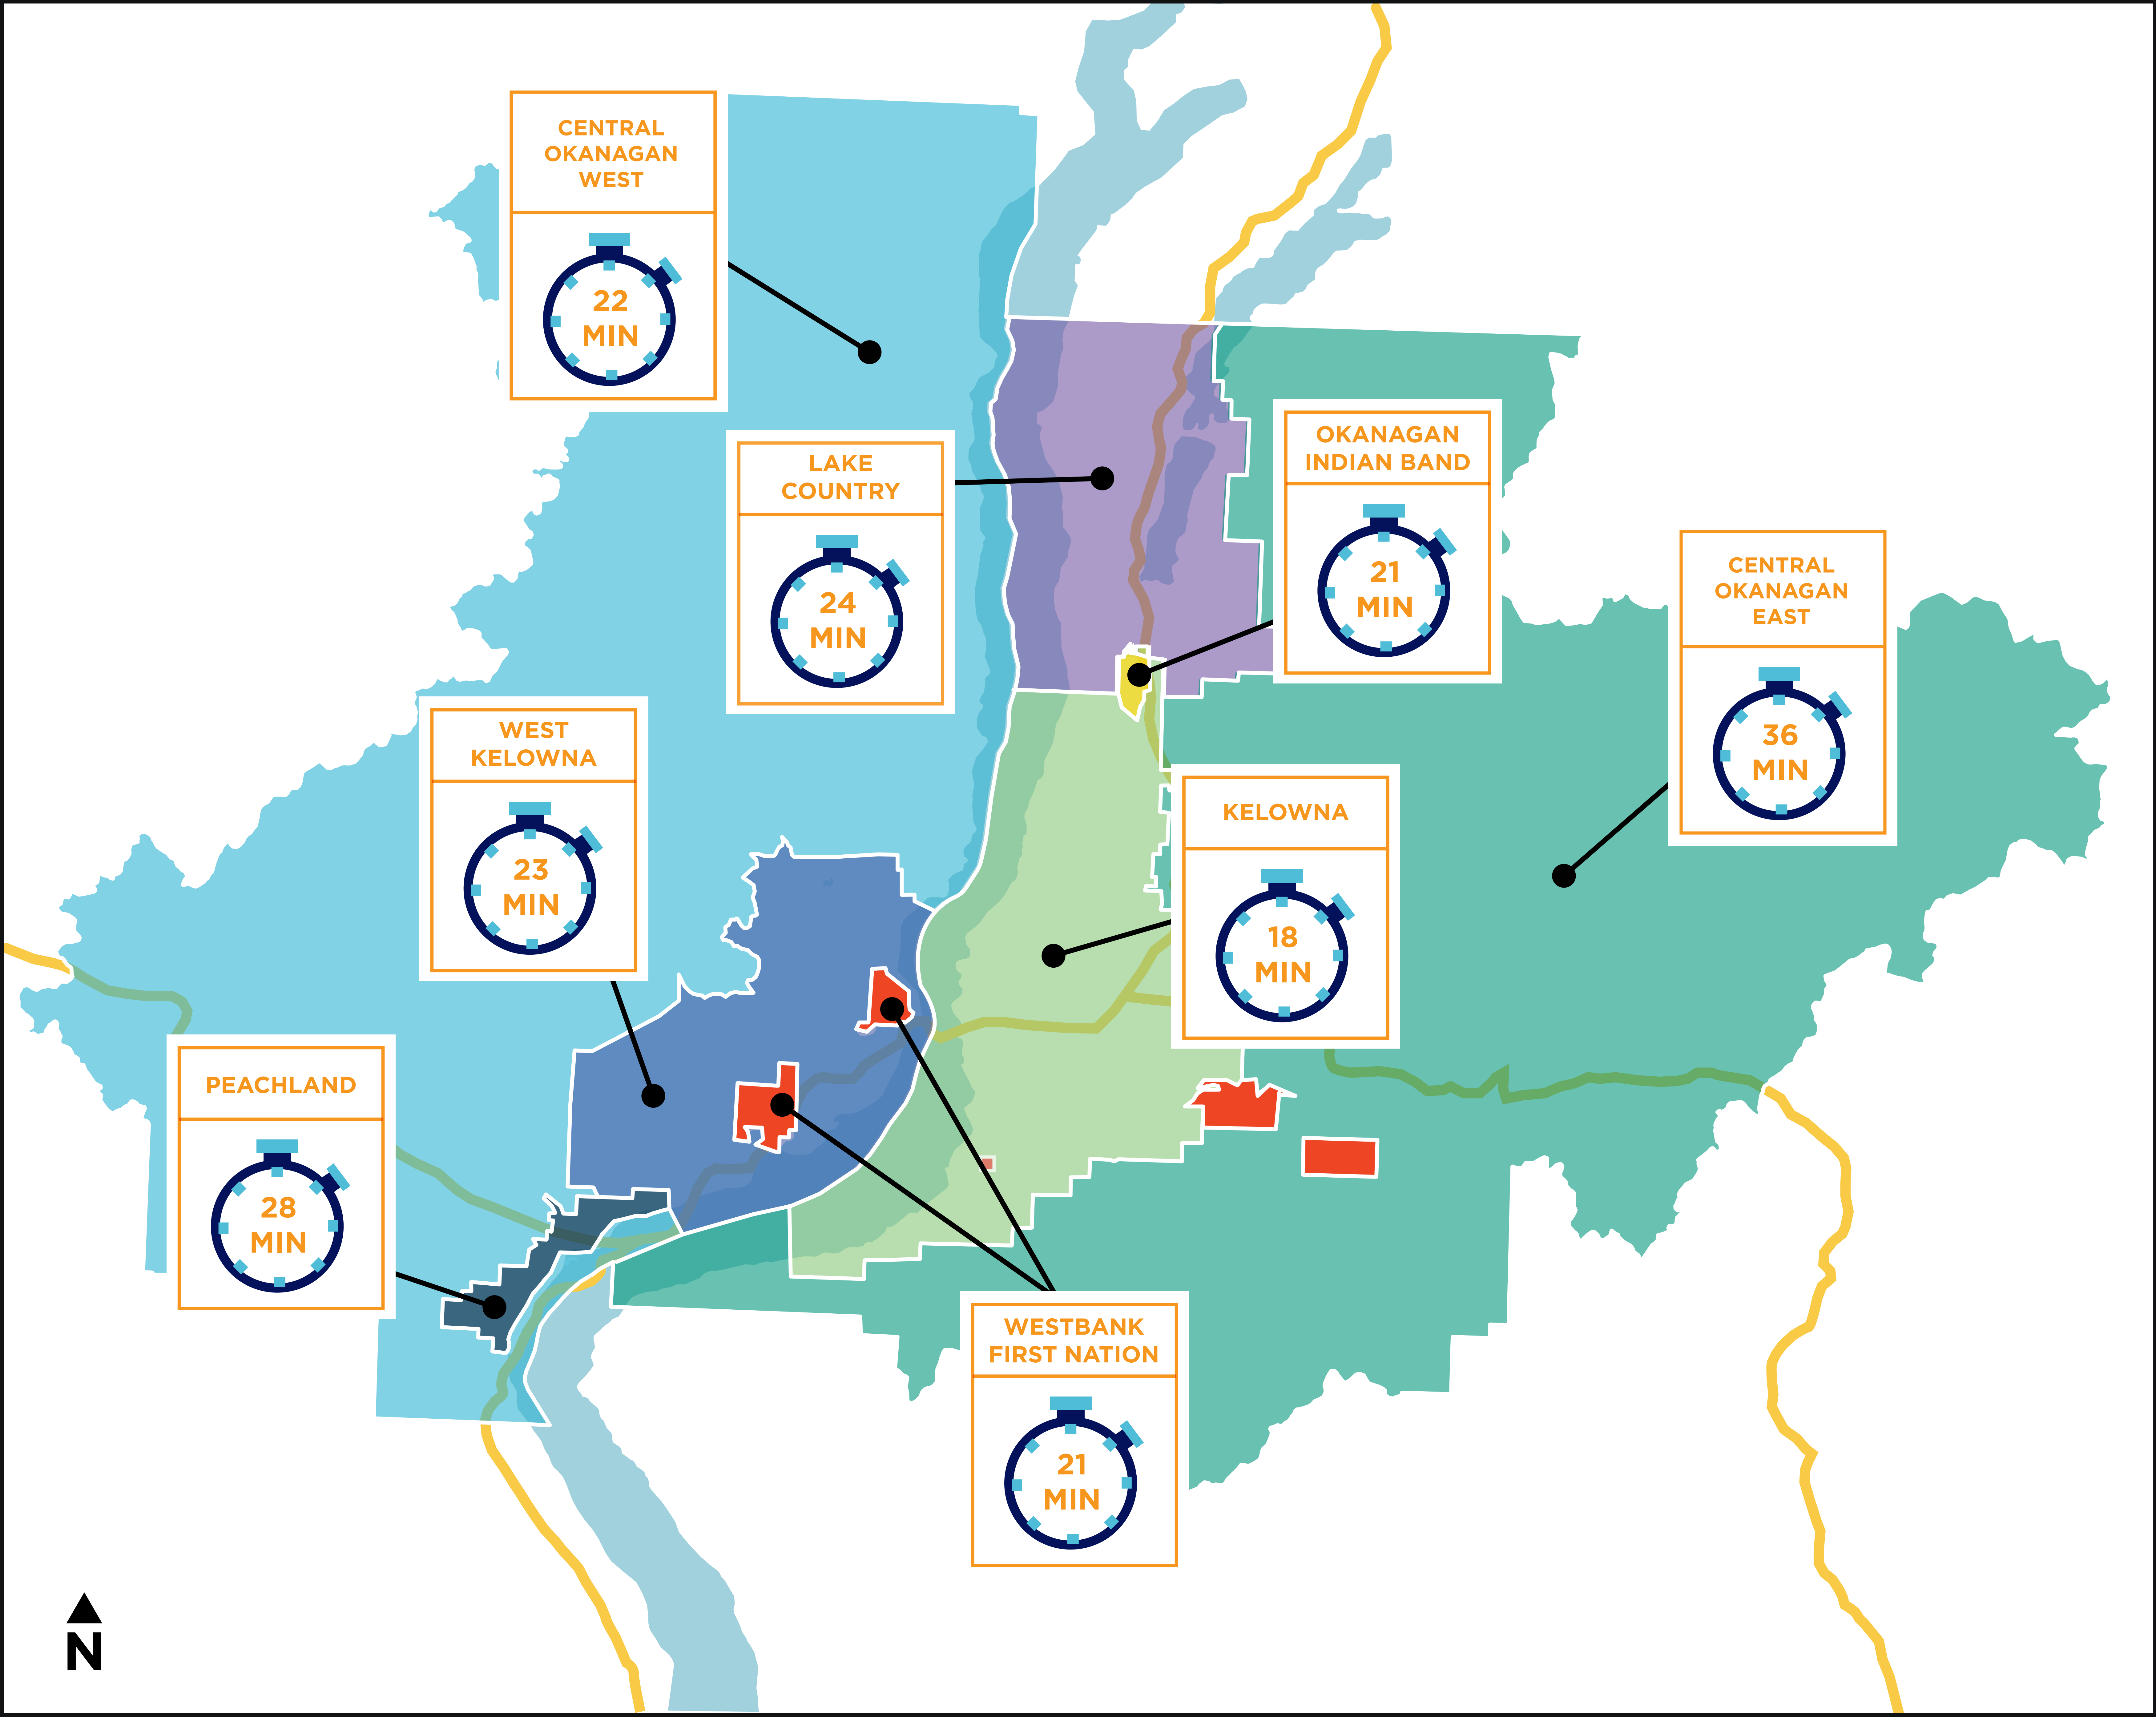 CENTRAL
OKANAGAN
WEST
22
MIN
LAKE
COUNTRY
24
MIN
OKANAGAN
INDIAN BAND
21
MIN
CENTRAL
OKANAGAN
EAST
36
MIN
WEST
KELOWNA
23
MIN
KELOWNA
18
MIN
PEACHLAND
28
MIN
WESTBANK
FIRST NATION
21
MIN
N